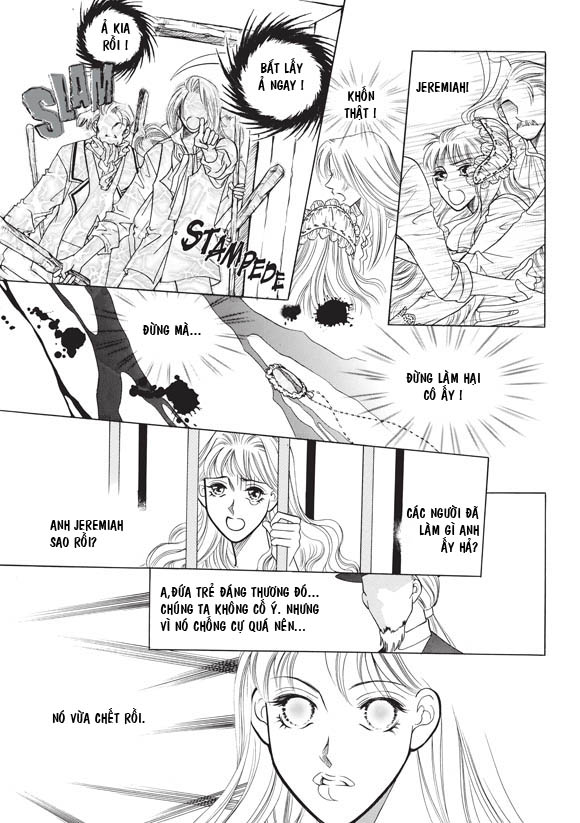 Ả KIA
RỒI !
BẤT LẤY
Ả NGAY !
SLAM
STAMPEDE
KHỐN
THẬT !
JEREMIAH!
ĐỪNG MÀ...
ĐỪNG LÀM HẠI
CÔ ẤY !
ANH JEREMIAH
SAO RỒI?
CÁC NGƯỜI ĐÃ
LÀM GÌ ANH
ẤY HẢ?
A,ĐỨA TRẺ ĐÁNG THƯƠNG ĐÓ...
CHÚNG TA KHÔNG CỐ Ý. NHƯNG
VÌ NÓ CHỐNG CỰ QUÁ NÊN...
NÓ VỪA CHẾT RỒI.